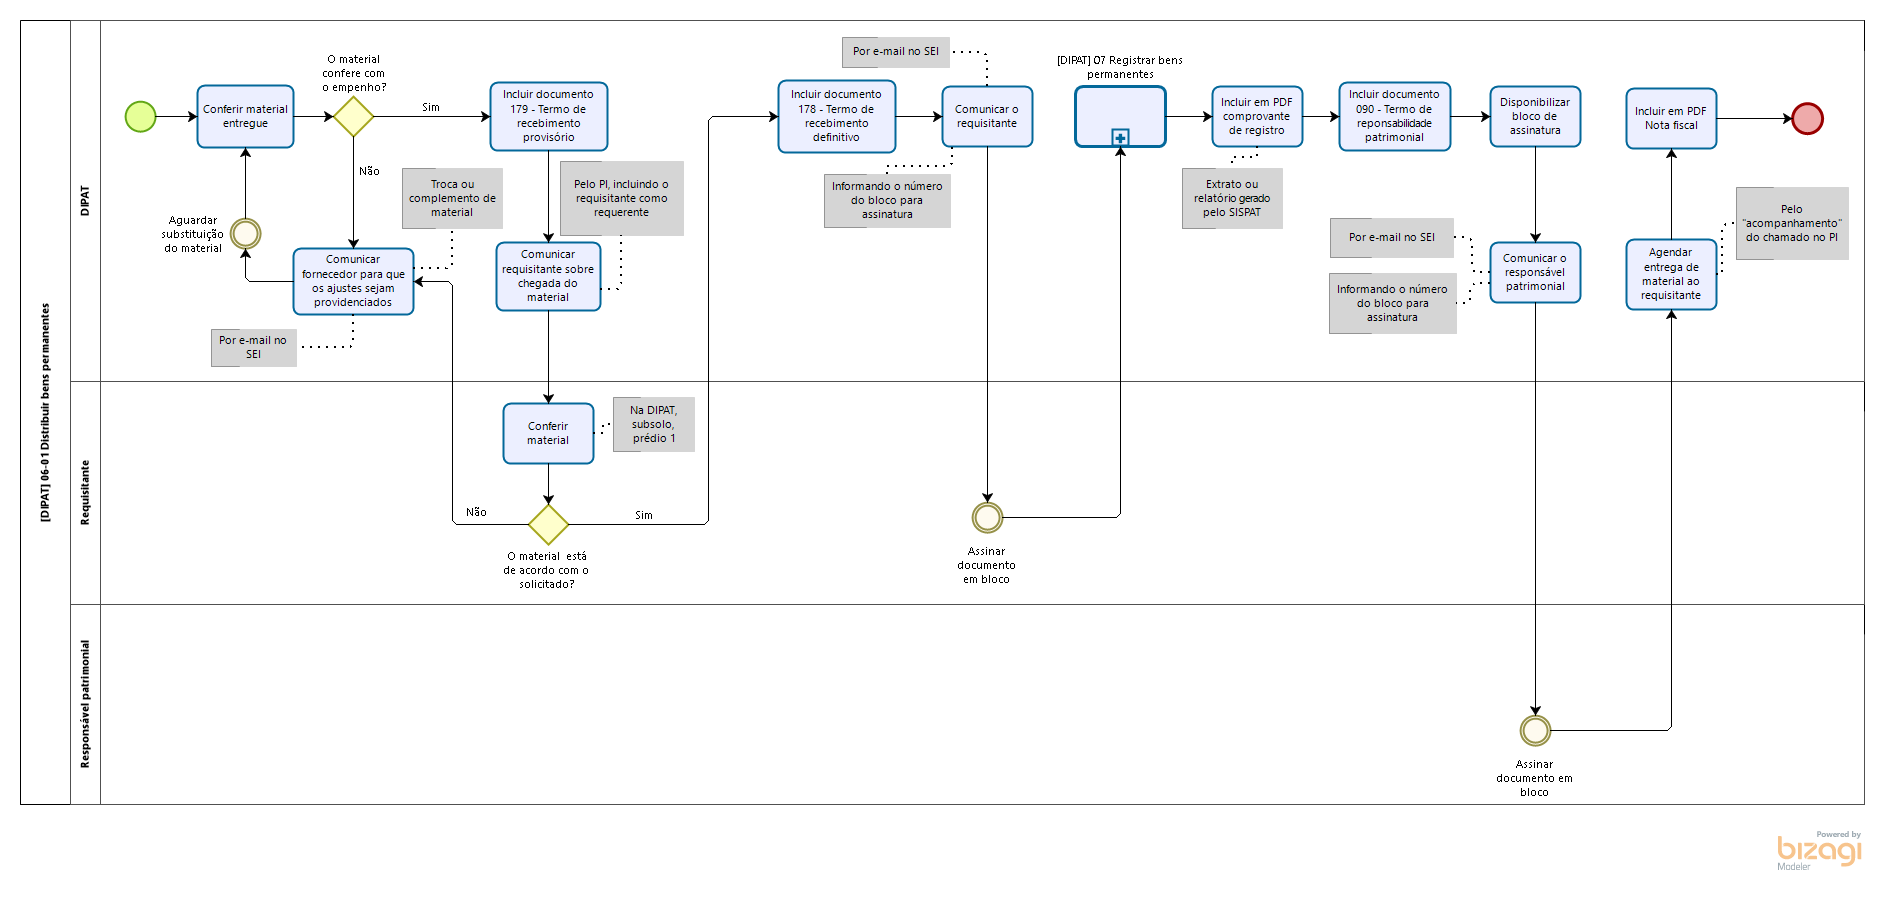 [DIPAT] 06-01 Distribuir bens permanentes
DIPAT
Conferir material
entregue
O material
confere com
o empenho?
Sim
Não
Incluir documento
179 - Termo de
recebimento
provisório
Troca ou
complemento de
material
Pelo PI, incluindo o
requisitante como
requerente
Aguardar
substituição
do material
Comunicar
fornecedor para que
os ajustes sejam
providenciados
Por e-mail no
SEI
Comunicar
requisitante sobre
chegada do
material
Incluir documento
178 - Termo de
recebimento
definitivo
Por e-mail no SEI
Comunicar o
requisitante
Informando o número
do bloco para
assinatura
[DIPAT] 07 Registrar bens
permanentes
Incluir em PDF
comprovante
de registro
Extrato ou
relatório gerado
pelo SISPAT
Incluir documento
090 - Termo de
reponsabilidade
patrimonial
Disponibilizar
bloco de
assinatura
Por e-mail no SEI
Informando o número
do bloco para
assinatura
Comunicar o
responsável
patrimonial
Incluir em PDF
Nota fiscal
Pelo
"acompanhamento"
do chamado no PI
Agendar
entrega de
material ao
requisitante
Requisitante
Conferir
material
Na DIPAT,
subsolo,
prédio 1
Não
Sim
O material está
de acordo com o
solicitado?
Assinar
documento
em bloco
Responsável patrimonial
Assinar
documento em
bloco
Powered by
bizagi
Modeler